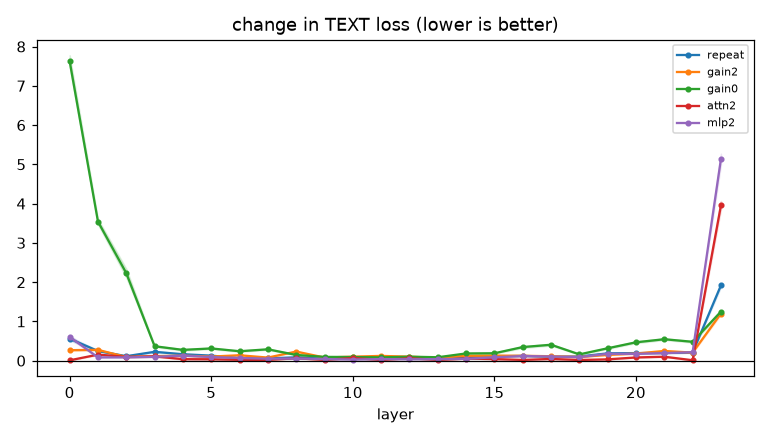 change in TEXT loss (lower is better)
8
7
6
5
4
3
2
1
0
repeat
gain2
gain0
attn2
mlp2
0 5 10 15 20
layer